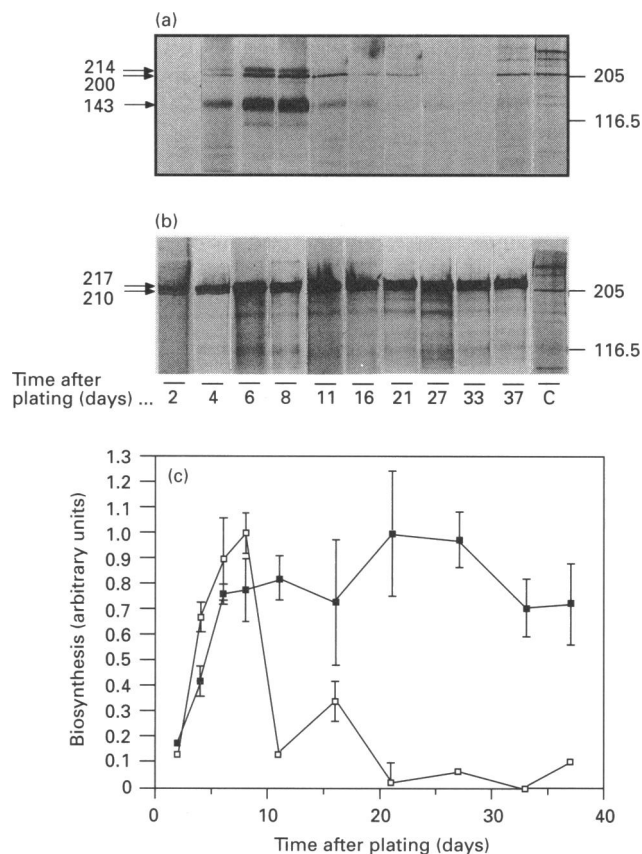 (a)
214
200
143
205
116.5
(b)
217
210
205
116.5
Time after
plating (days) ... 2 4 6 8 11 16 21 27 33 37 C
(c)
1.3
1.2
1.1
1.0
0.9
0.8
0.7
0.6
0.5
0.4
0.3
0.2
0.1
0
Biosynthesis (arbitrary units)
0 10 20 30 40
Time after plating (days)